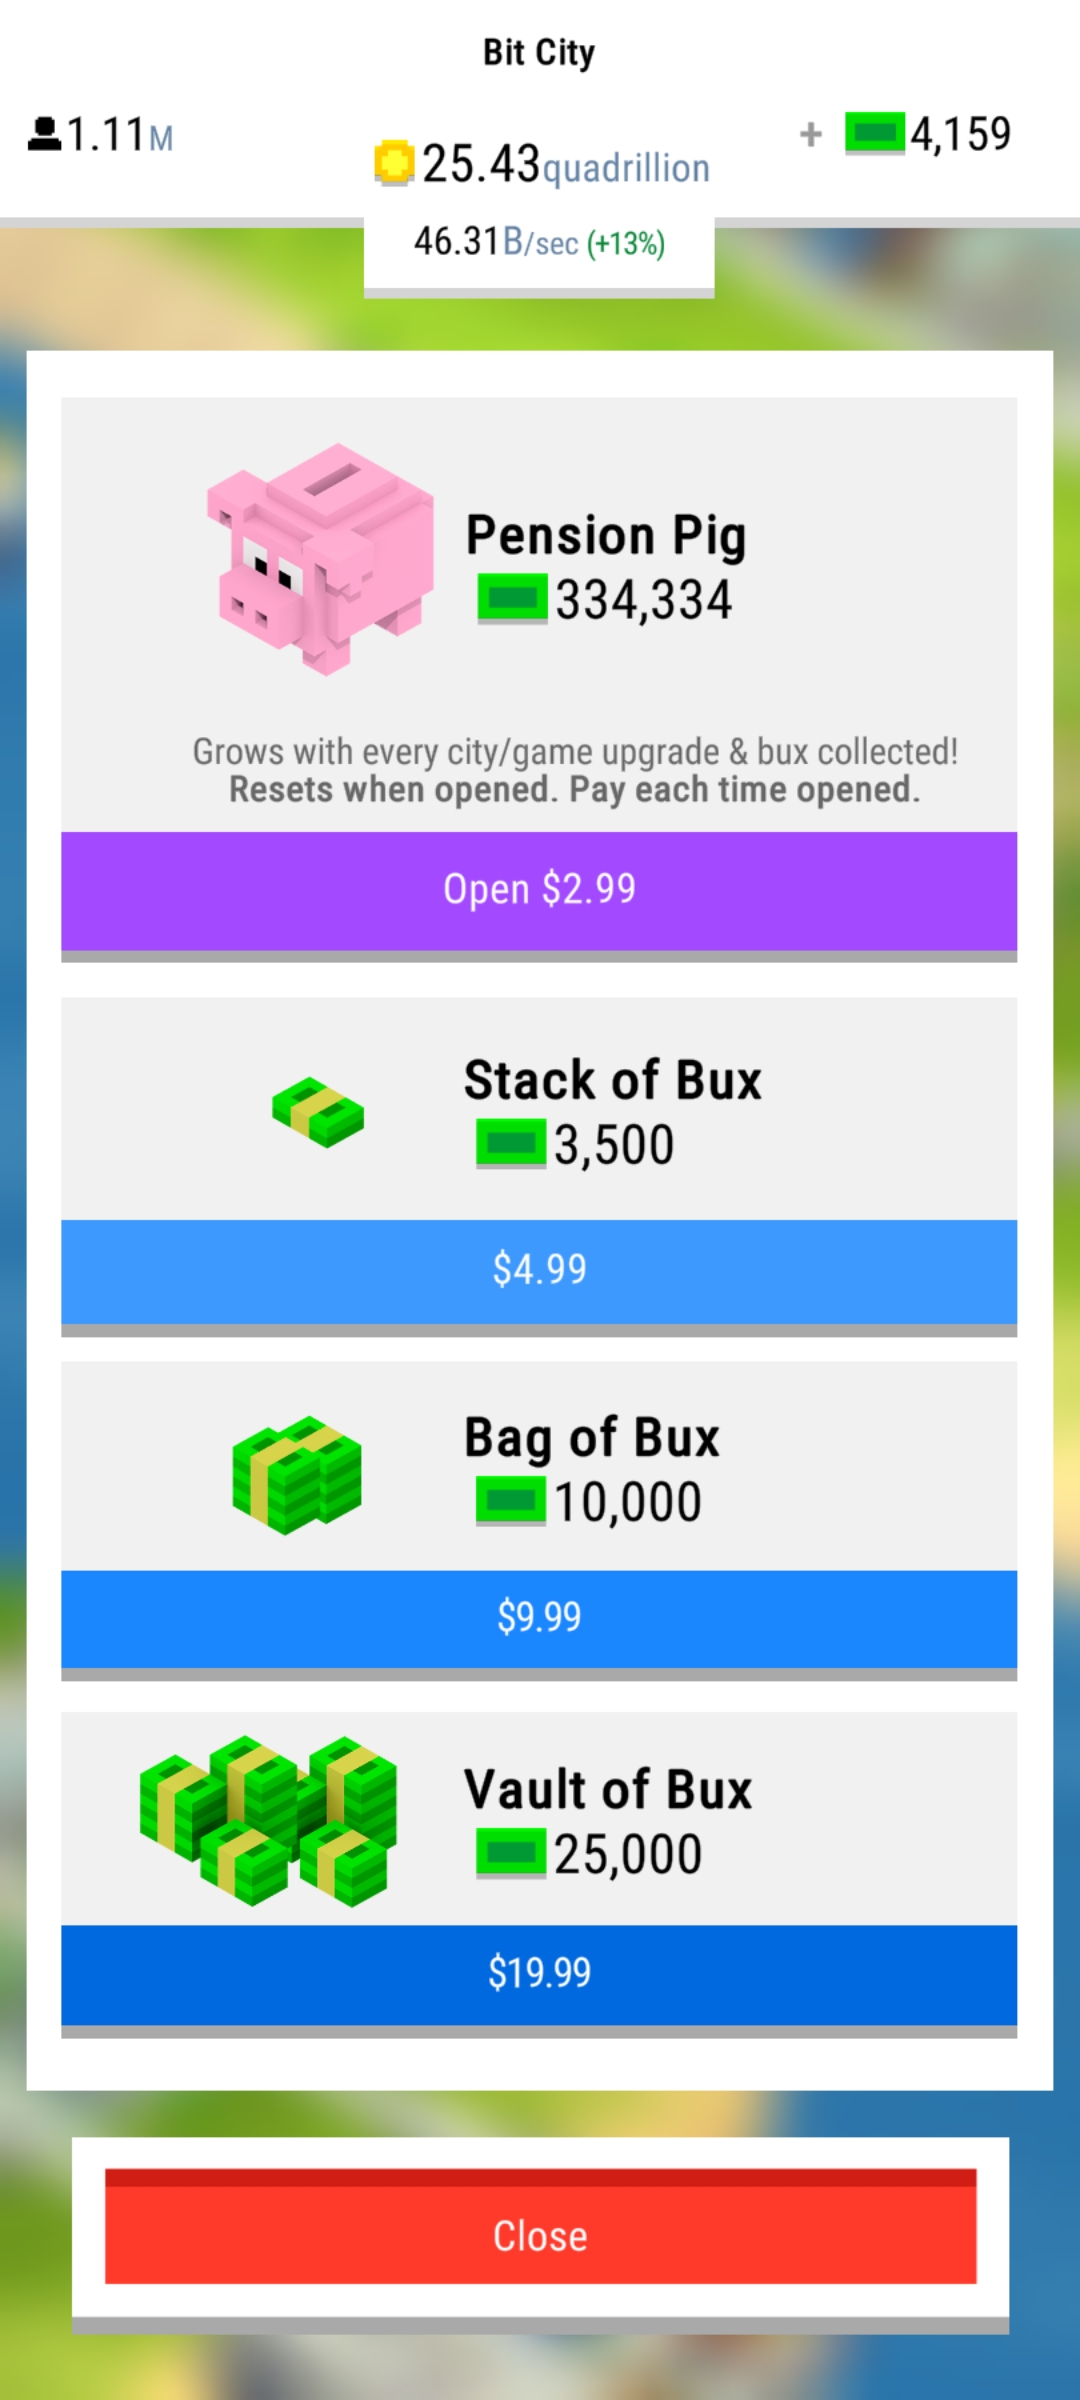 Bit City
1.11M
25.43quadrillion
+ 4,159
46.31B/sec (+13%)
Pension Pig
334,334
Grows with every city/game upgrade & bux collected!
Resets when opened. Pay each time opened.
Open $2.99
Stack of Bux
3,500
$4.99
Bag of Bux
10,000
$9.99
Vault of Bux
25,000
$19.99
Close